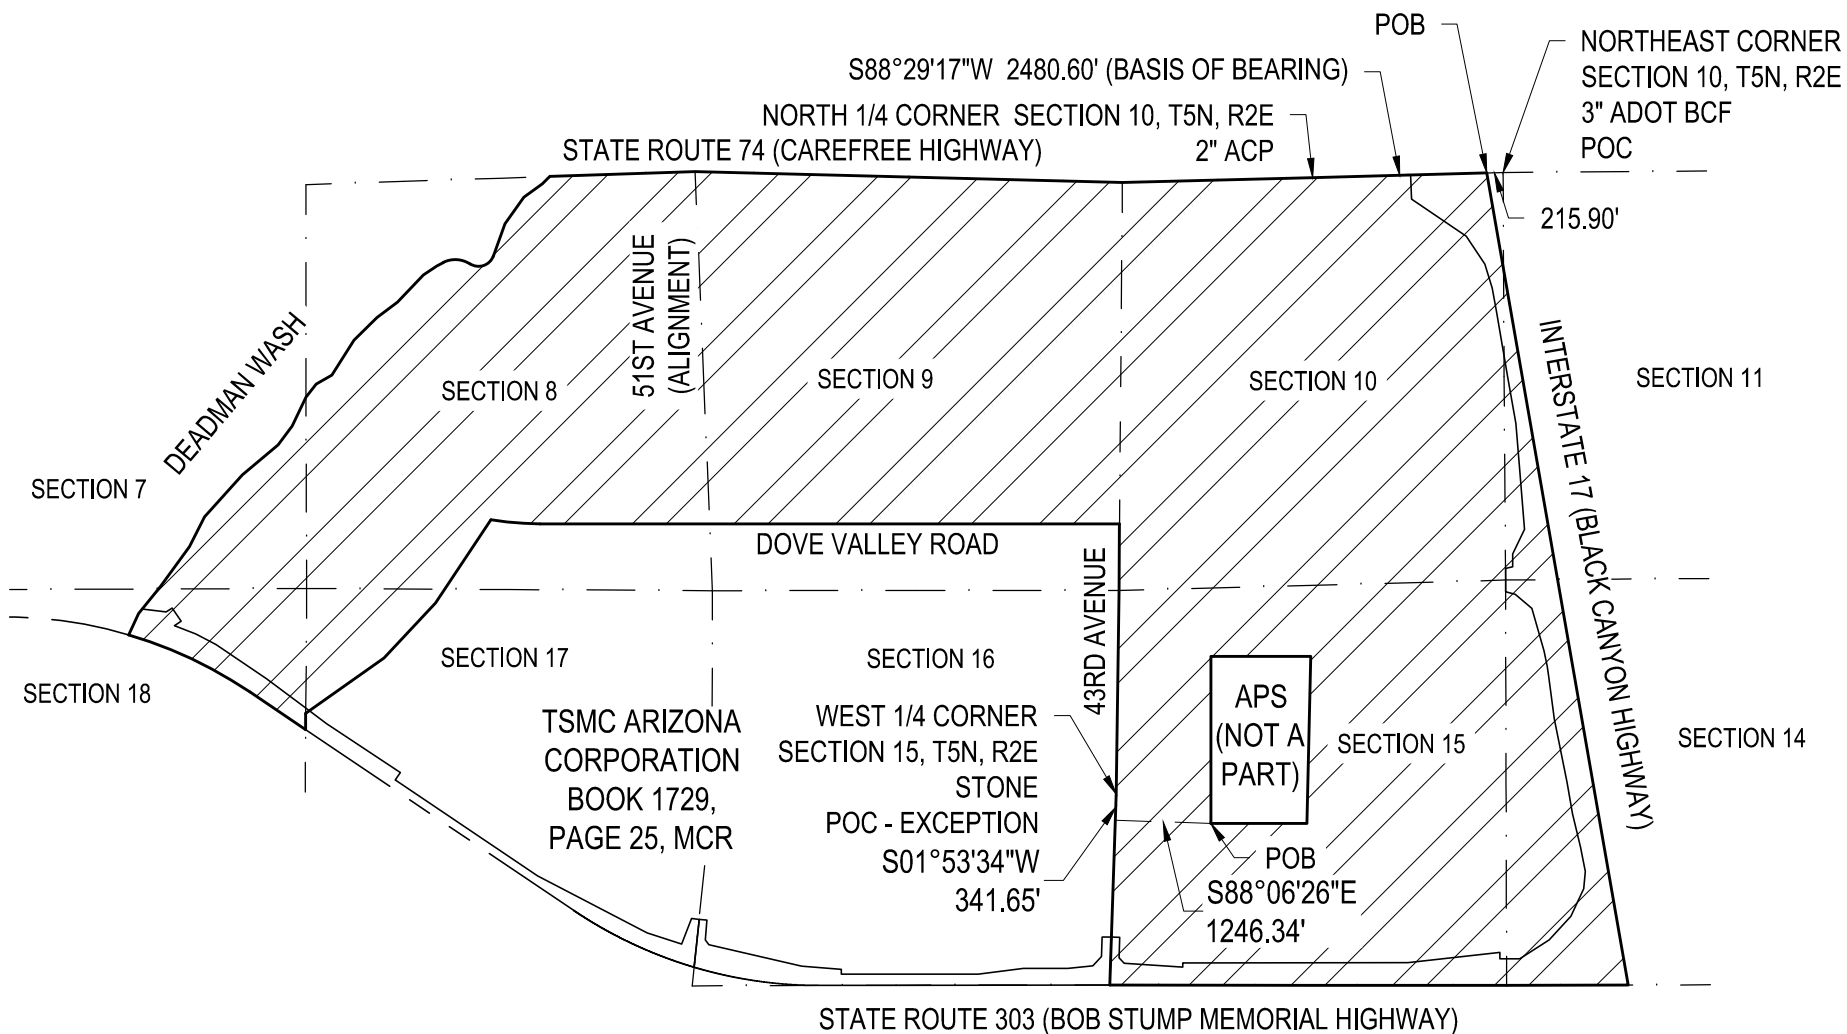 POB
NORTHEAST CORNER
SECTION 10, T5N, R2E
3" ADOT BCF
POC
S88°29'17"W 2480.60' (BASIS OF BEARING)
NORTH 1/4 CORNER SECTION 10, T5N, R2E
2" ACP
STATE ROUTE 74 (CAREFREE HIGHWAY)
215.90'
51ST AVENUE
(ALIGNMENT)
DEADMAN WASH
SECTION 8
SECTION 9
SECTION 10
SECTION 11
INTERSTATE 17 (BLACK CANYON HIGHWAY)
SECTION 7
DOVE VALLEY ROAD
43RD AVENUE
SECTION 17
SECTION 16
SECTION 18
TSMC ARIZONA
CORPORATION
BOOK 1729,
PAGE 25, MCR
WEST 1/4 CORNER
SECTION 15, T5N, R2E
STONE
POC - EXCEPTION
S01°53'34"W
341.65'
APS
(NOT A
PART)
SECTION 15
SECTION 14
POB
S88°06'26"E
1246.34'
STATE ROUTE 303 (BOB STUMP MEMORIAL HIGHWAY)